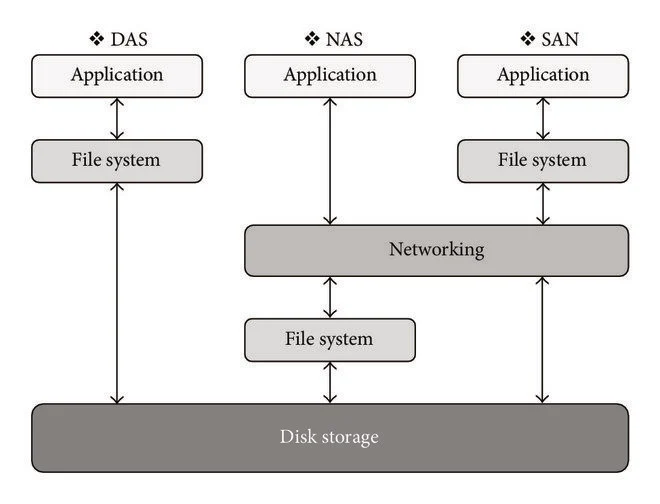 ❖ DAS
❖ NAS
❖ SAN
Application
Application
Application
File system
File system
Networking
File system
Disk storage